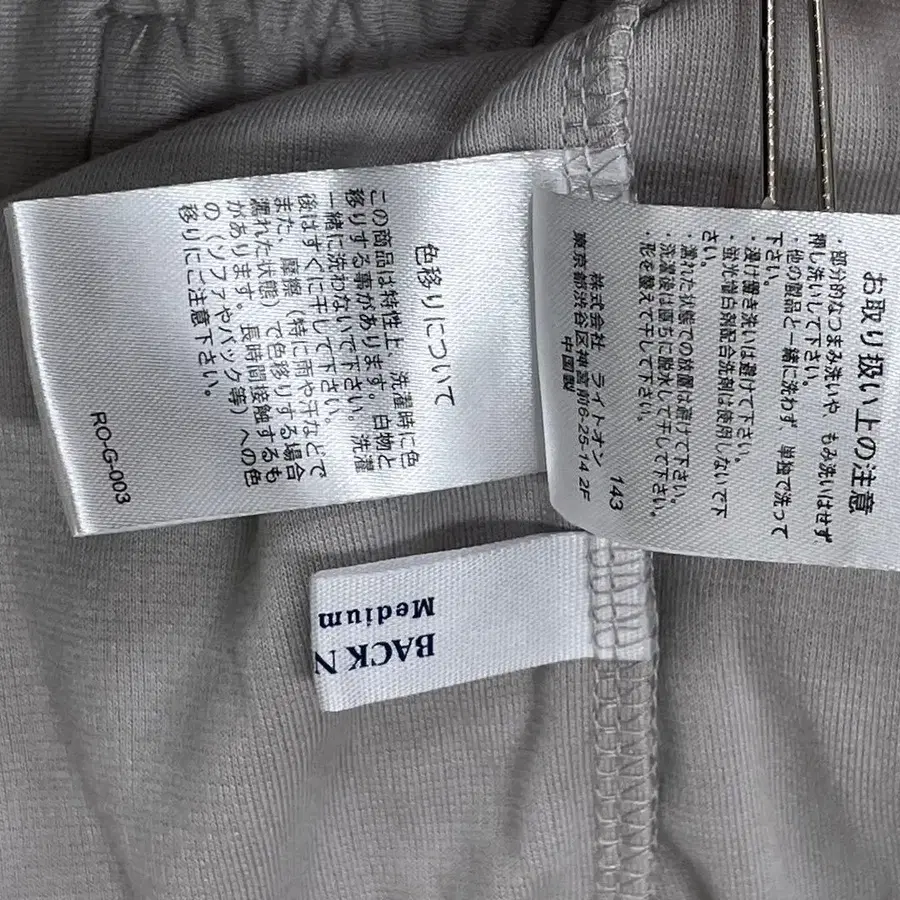 お取り扱い上の注意
・部分的なつまみ洗いや もみ洗いはせず
押し洗いして下さい。
・他の製品と一緒に洗わず 単独で洗って
下さい。
・浸け置き洗いは避けて下さい。
・蛍光増白剤配合洗剤は使用しないで下
さい。
・濡れた状態での放置は避けて下さい。
・洗濯後は直ちに脱水して干して下さい。
・形を整えて干して下さい。
143
株式会社 ライトオン
東京都渋谷区神宮前6-25-14 2F
中国製
色移りについて
この商品は特性上、洗濯時に色
移りする事があります。白物と
一緒に洗わないで下さい。洗濯
後はすぐに干して下さい。
また、摩擦（特に雨や汗などで
濡れた状態）で色移りする場合
があります。長時間接触するも
の（ソファやバック等）への色
移りにご注意下さい。
RO-G-003
BACK N
Medium